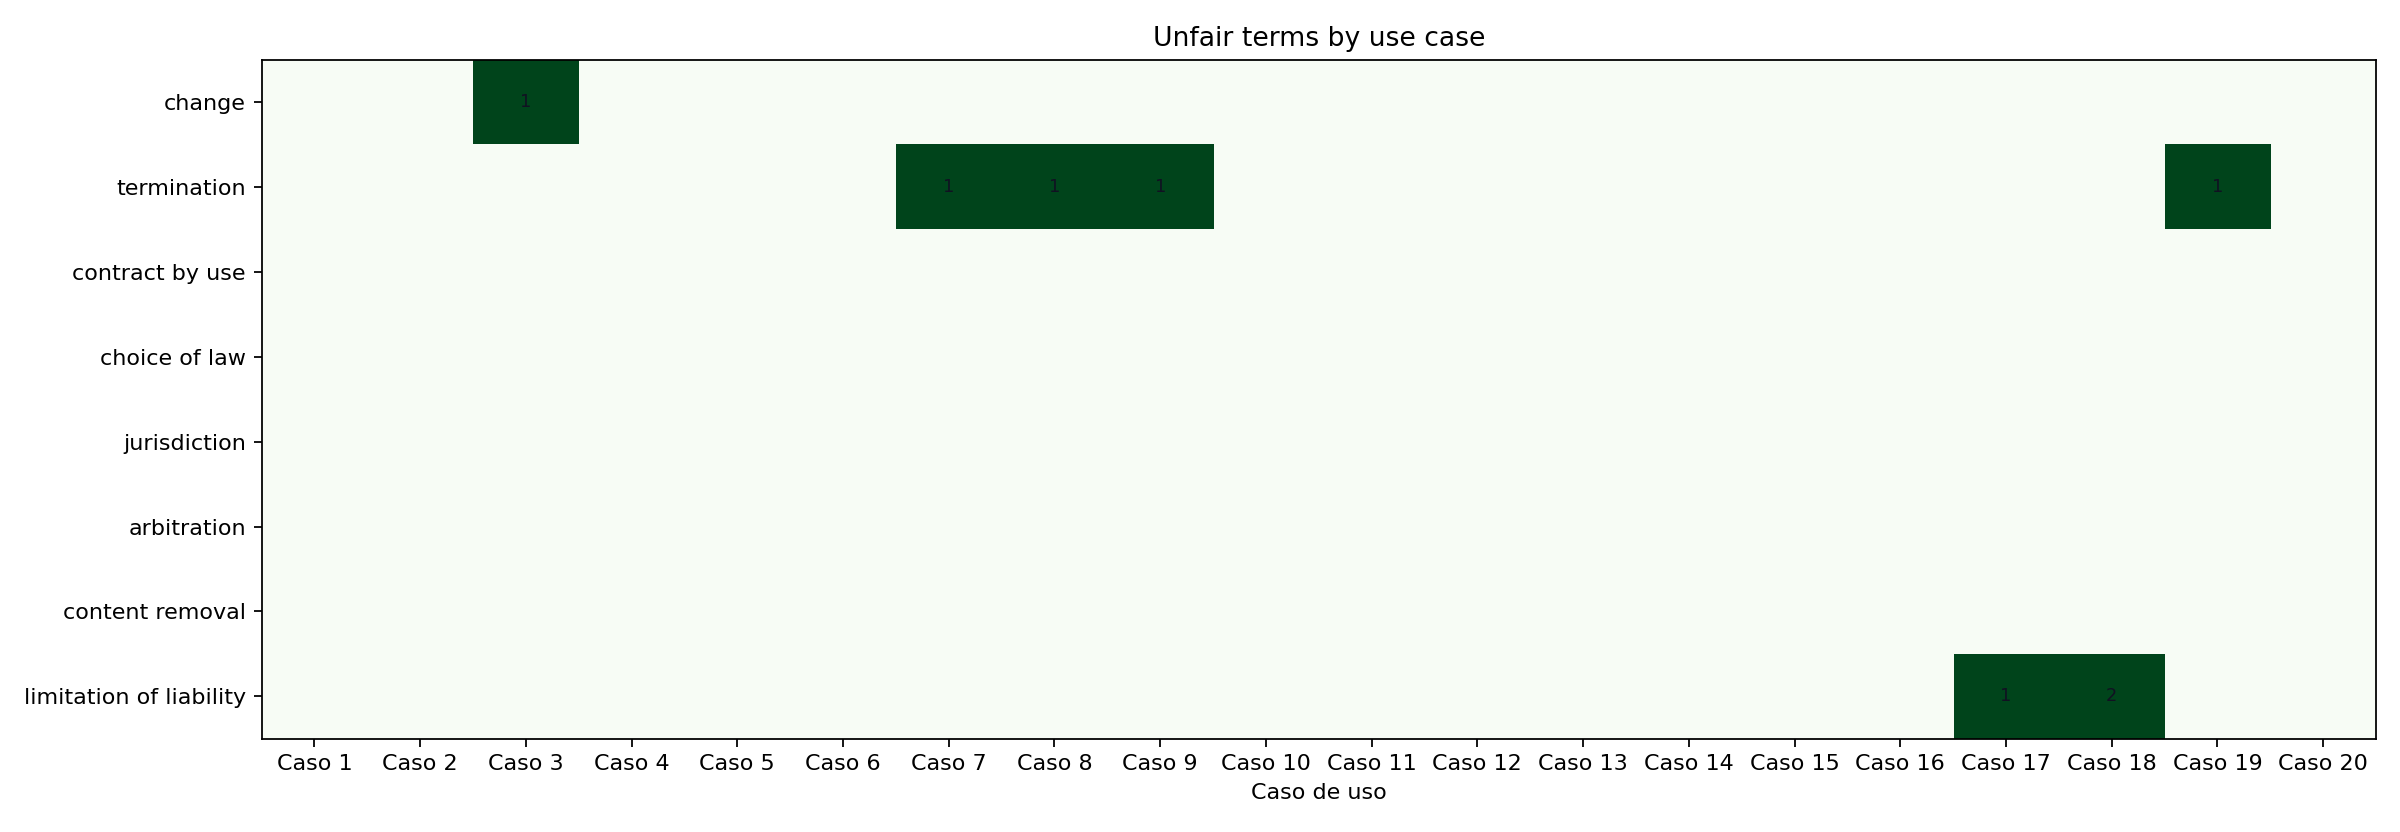 Unfair terms by use case
change
1
termination
1 1 1 1
contract by use
choice of law
jurisdiction
arbitration
content removal
limitation of liability
1 2
Caso 1 Caso 2 Caso 3 Caso 4 Caso 5 Caso 6 Caso 7 Caso 8 Caso 9 Caso 10 Caso 11 Caso 12 Caso 13 Caso 14 Caso 15 Caso 16 Caso 17 Caso 18 Caso 19 Caso 20
Caso de uso